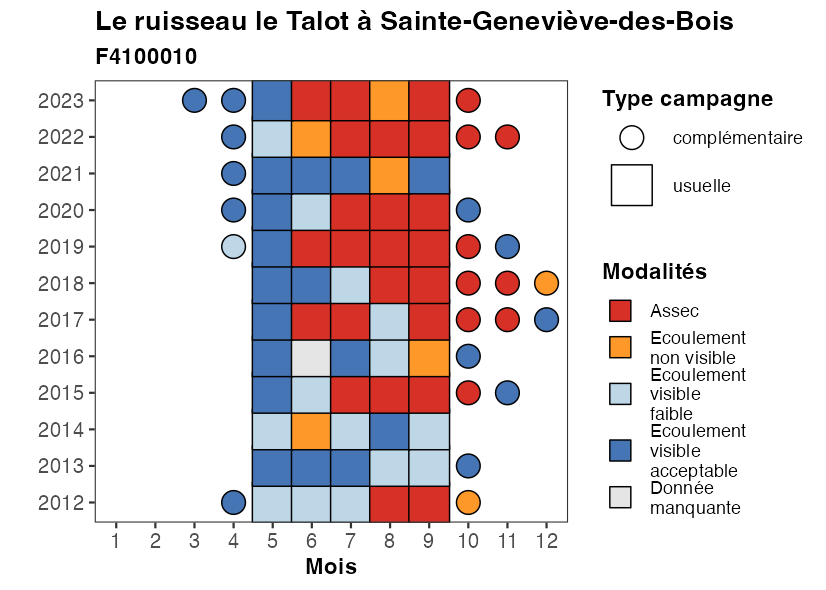 Le ruisseau le Talot à Sainte-Geneviève-des-Bois
F4100010
2023
2022
2021
2020
2019
2018
2017
2016
2015
2014
2013
2012
1 2 3 4 5 6 7 8 9 10 11 12
Mois
Type campagne
complémentaire
usuelle
Modalités
Assec
Ecoulement
non visible
Ecoulement
visible
faible
Ecoulement
visible
acceptable
Donnée
manquante